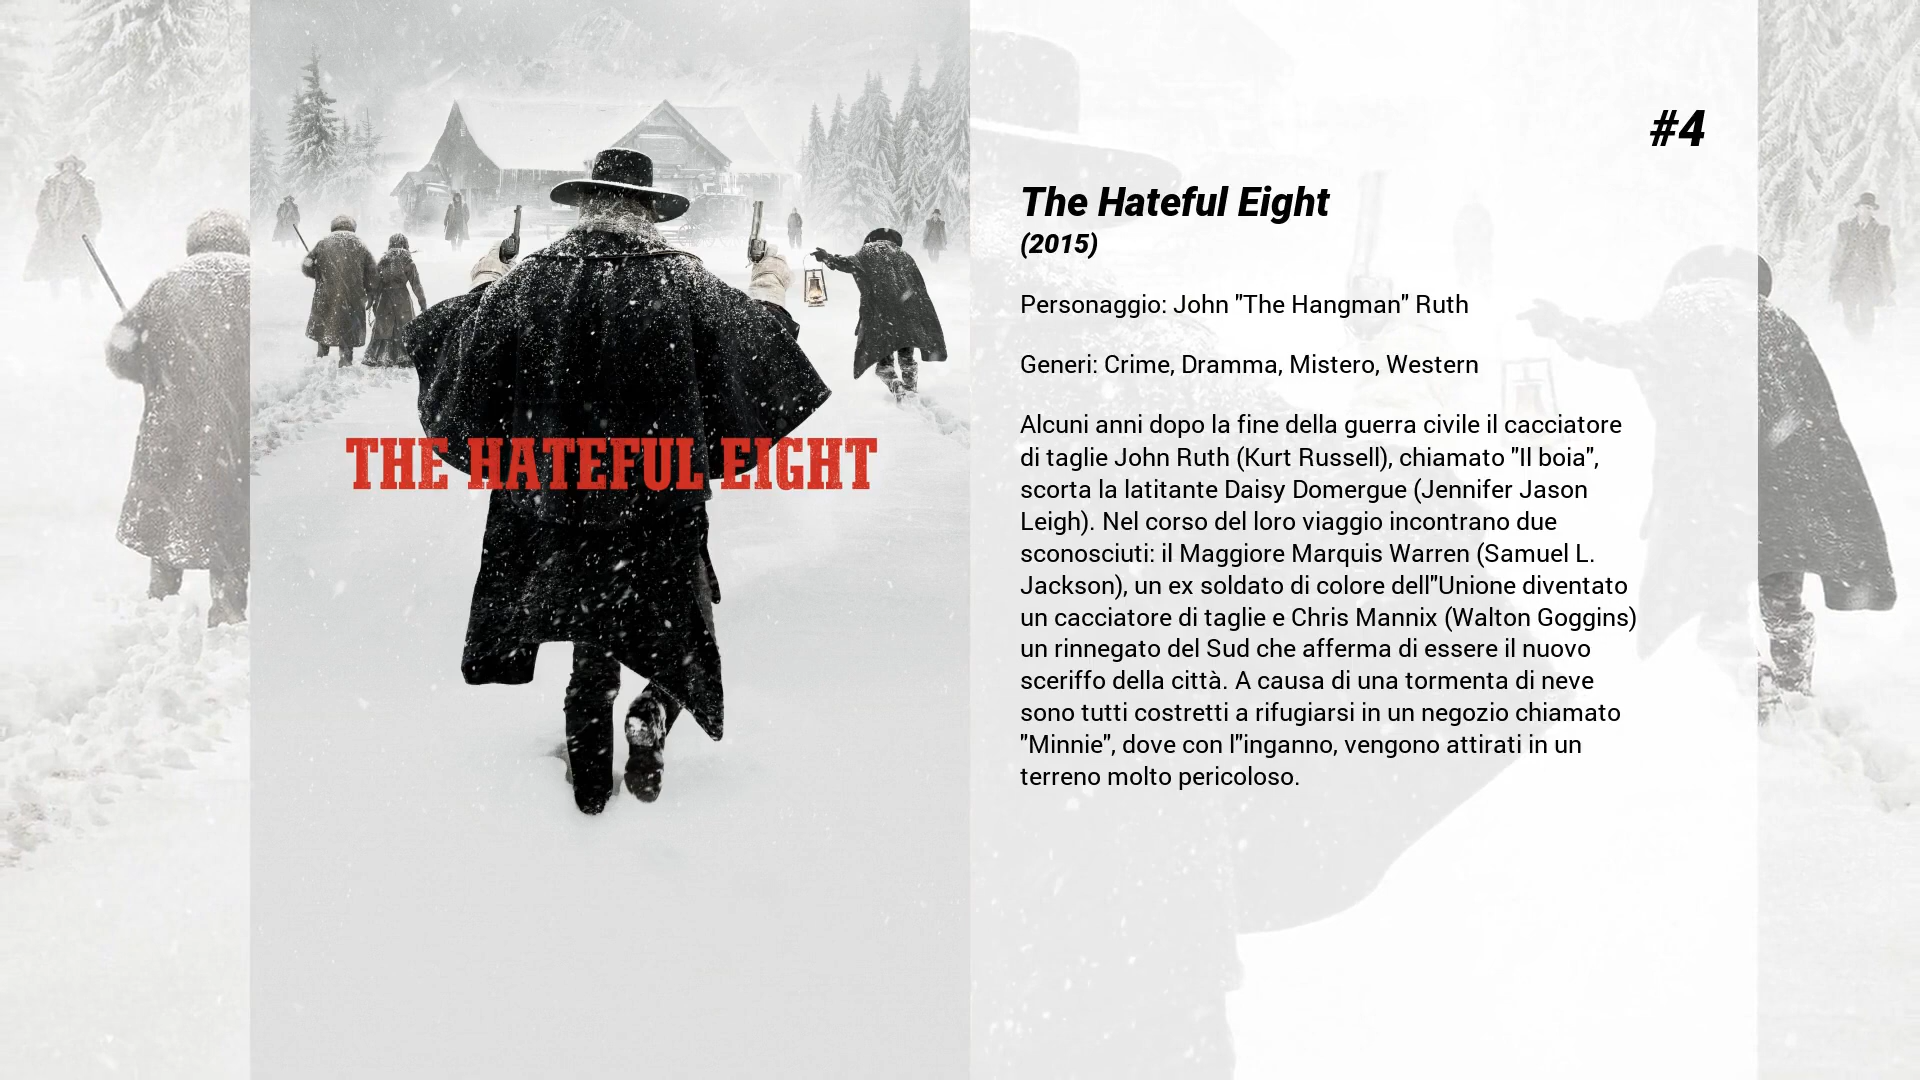 THE HATEFUL EIGHT
#4
The Hateful Eight
(2015)
Personaggio: John "The Hangman" Ruth
Generi: Crime, Dramma, Mistero, Western
Alcuni anni dopo la fine della guerra civile il cacciatore
di taglie John Ruth (Kurt Russell), chiamato "Il boia",
scorta la latitante Daisy Domergue (Jennifer Jason
Leigh). Nel corso del loro viaggio incontrano due
sconosciuti: il Maggiore Marquis Warren (Samuel L.
Jackson), un ex soldato di colore dell"Unione diventato
un cacciatore di taglie e Chris Mannix (Walton Goggins)
un rinnegato del Sud che afferma di essere il nuovo
sceriffo della città. A causa di una tormenta di neve
sono tutti costretti a rifugiarsi in un negozio chiamato
"Minnie", dove con l"inganno, vengono attirati in un
terreno molto pericoloso.